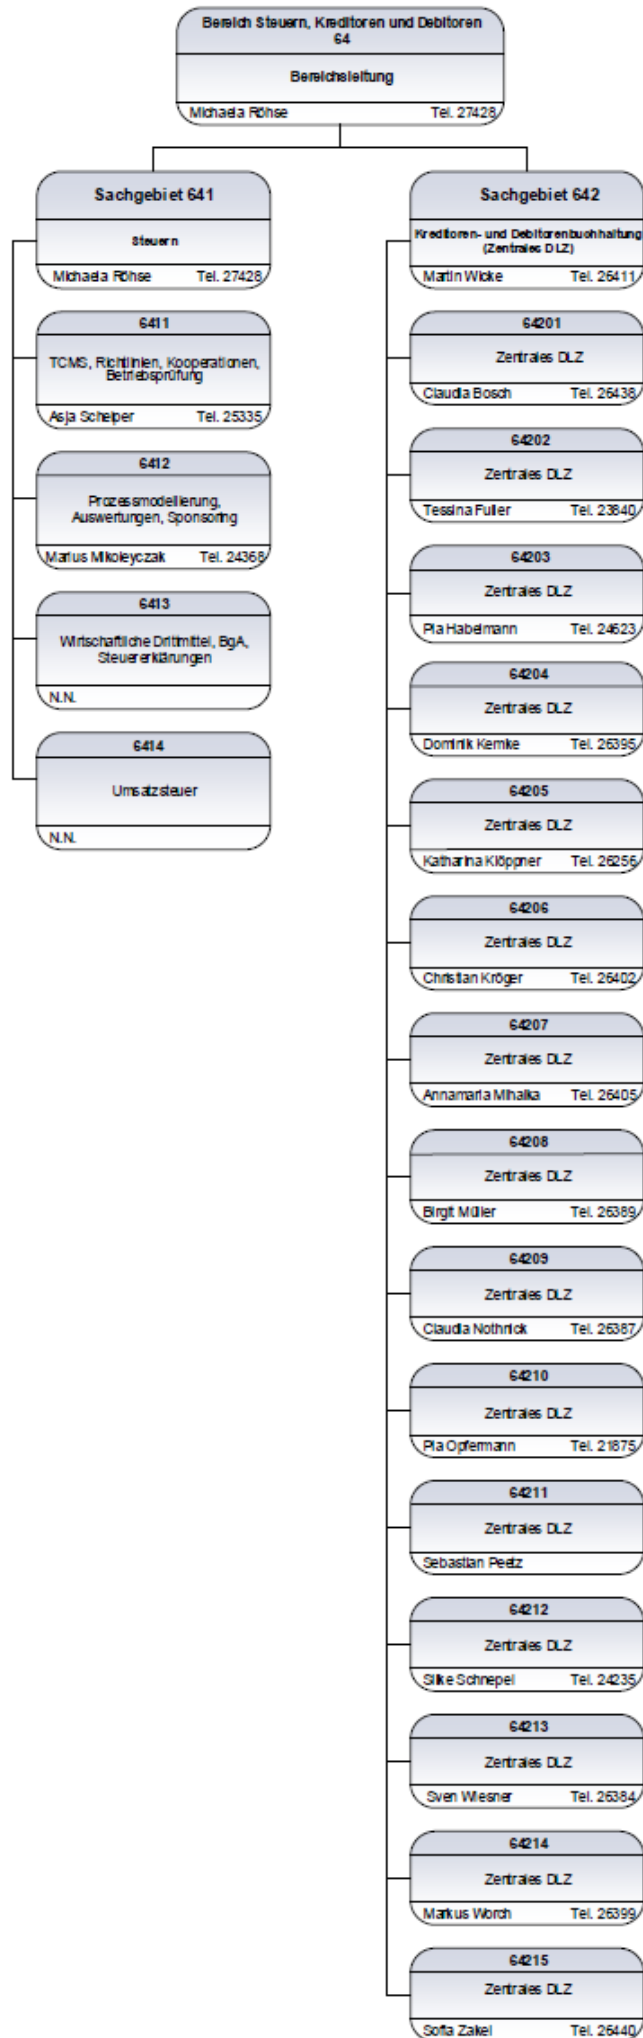 Bereich Steuern, Kreditoren und Debitoren
64
Bereichsleitung
Michaela Röhse Tel. 27428
Sachgebiet 641
Steuern
Michaela Röhse Tel. 27428
6411
TCMS, Richtlinien, Kooperationen,
Betriebsprüfung
Asja Scheiper Tel. 25335
6412
Prozessmodellierung,
Auswertungen, Sponsoring
Marius Mikoleyczak Tel. 24368
6413
Wirtschaftliche Drittmittel, BgA,
Steuererklärungen
N.N.
6414
Umsatzsteuer
N.N.
Sachgebiet 642
Kreditoren- und Debitorenbuchhaltung
(Zentrales DLZ)
Martin Wicke Tel. 26411
64201
Zentrales DLZ
Claudia Bosch Tel. 26438
64202
Zentrales DLZ
Tessina Fuller Tel. 23840
64203
Zentrales DLZ
Pia Habelmann Tel. 24623
64204
Zentrales DLZ
Dominik Kemke Tel. 26395
64205
Zentrales DLZ
Katharina Klöppner Tel. 26256
64206
Zentrales DLZ
Christian Kröger Tel. 26402
64207
Zentrales DLZ
Annamaria Mihalka Tel. 26405
64208
Zentrales DLZ
Birgit Müller Tel. 26389
64209
Zentrales DLZ
Claudia Nothnick Tel. 26387
64210
Zentrales DLZ
Pia Opfermann Tel. 21875
64211
Zentrales DLZ
Sebastian Peetz
64212
Zentrales DLZ
Silke Schnepel Tel. 24235
64213
Zentrales DLZ
Sven Wiesner Tel. 26384
64214
Zentrales DLZ
Markus Worch Tel. 26399
64215
Zentrales DLZ
Sofia Zakel Tel. 26440